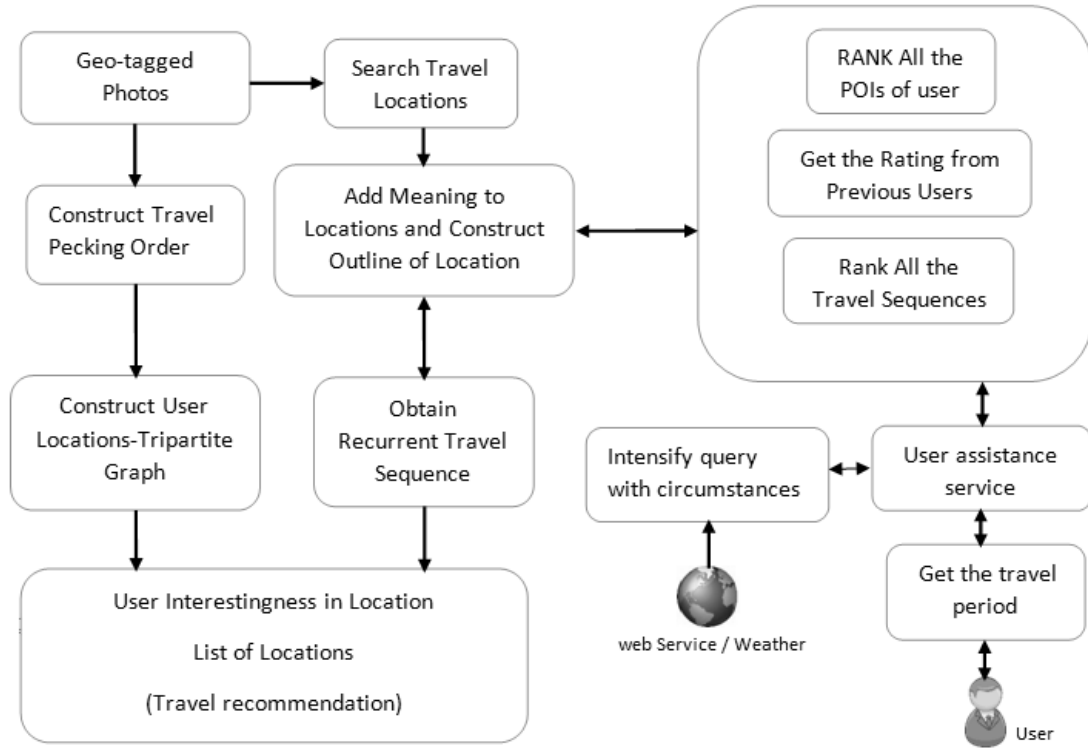 Geo-tagged
Photos
Search Travel
Locations
RANK All the
POIs of user
Get the Rating from
Previous Users
Rank All the
Travel Sequences
Construct Travel
Pecking Order
Add Meaning to
Locations and Construct
Outline of Location
Construct User
Locations-Tripartite
Graph
Obtain
Recurrent Travel
Sequence
Intensify query
with circumstances
User assistance
service
Get the travel
period
web Service / Weather
User
User Interestingness in Location
List of Locations
(Travel recommendation)